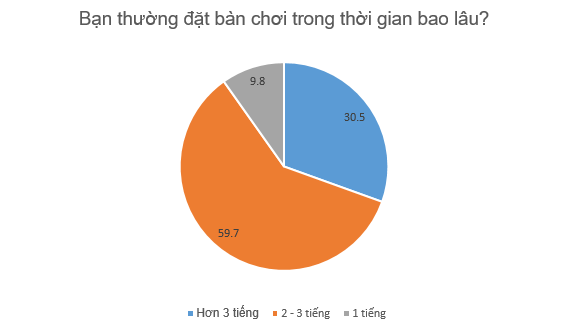 Bạn thường đặt bàn chơi trong thời gian bao lâu?
9.8
30.5
59.7
Hơn 3 tiếng
2 - 3 tiếng
1 tiếng